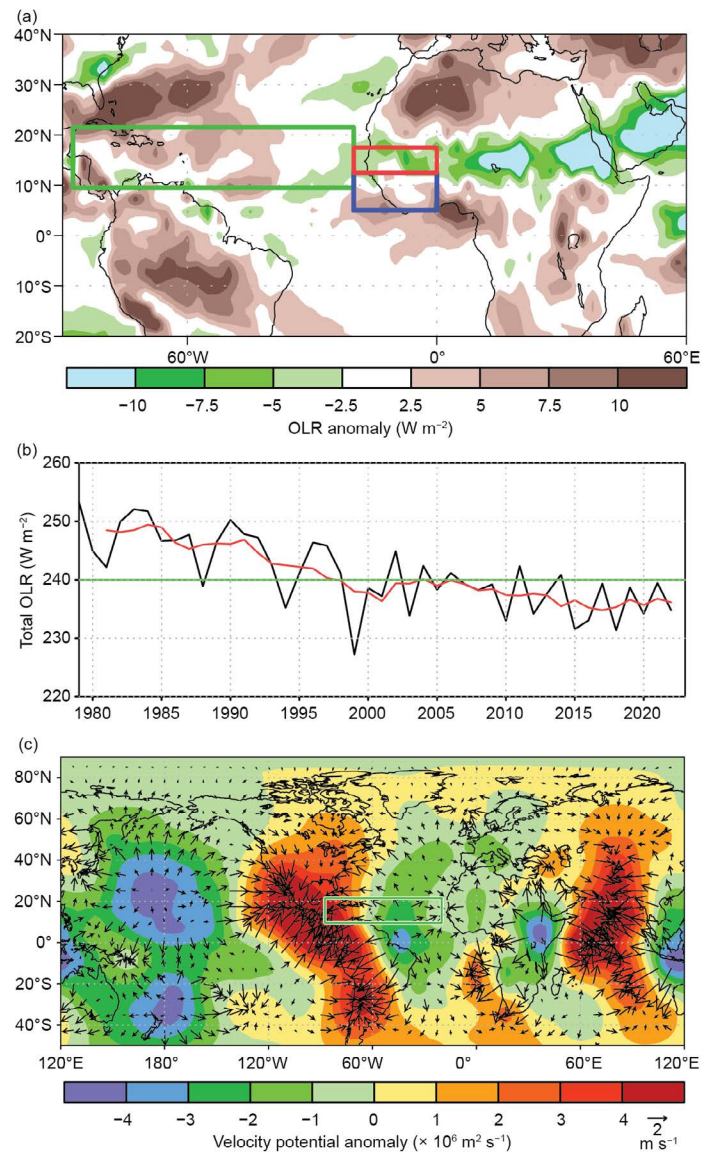 (a)
40°N
30°N
20°N
10°N
0°
10°S
20°S
60°W 0° 60°E
−10 −7.5 −5 −2.5 2.5 5 7.5 10
OLR anomaly (W m⁻²)
(b)
260
250
240
230
220
Total OLR (W m⁻²)
1980 1985 1990 1995 2000 2005 2010 2015 2020
(c)
80°N
60°N
40°N
20°N
0°
20°S
40°S
120°E 180° 120°W 60°W 0° 60°E 120°E
−4 −3 −2 −1 0 1 2 3 4 2
Velocity potential anomaly (× 10⁶ m² s⁻¹) m s⁻¹